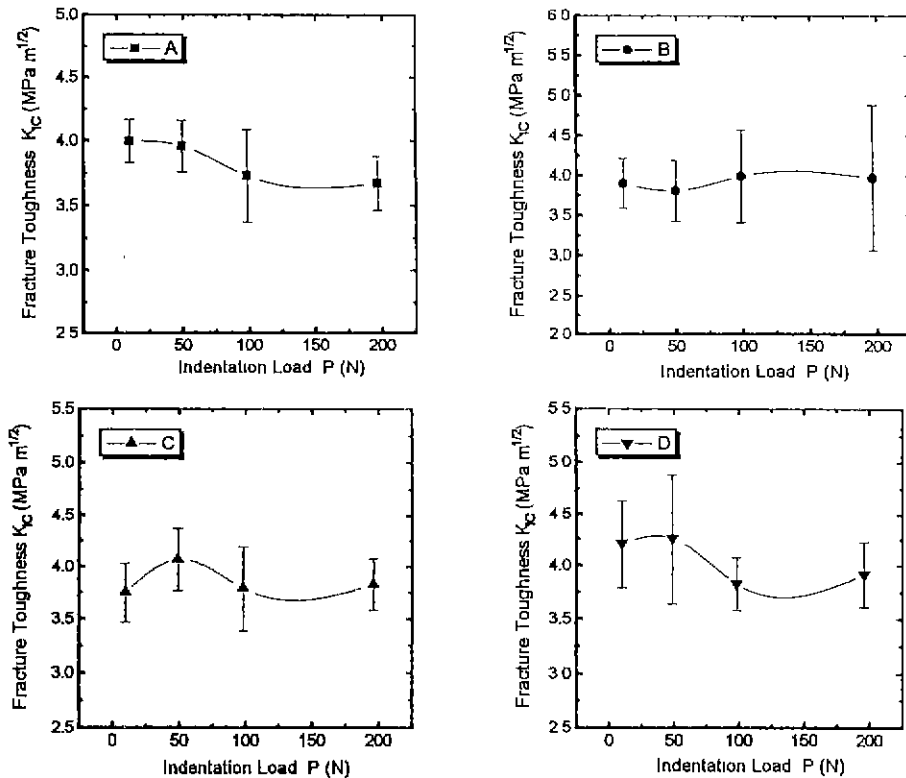 Fracture Toughness K_IC (MPa m^1/2)
5.0
4.5
4.0
3.5
3.0
2.5
A
0 50 100 150 200
Indentation Load P (N)
Fracture Toughness K_IC (MPa m^1/2)
6.0
5.5
5.0
4.5
4.0
3.5
3.0
2.5
2.0
B
0 50 100 150 200
Indentation Load P (N)
Fracture Toughness K_IC (MPa m^1/2)
5.5
5.0
4.5
4.0
3.5
3.0
2.5
C
0 50 100 150 200
Indentation Load P (N)
Fracture Toughness K_IC (MPa m^1/2)
5.5
5.0
4.5
4.0
3.5
3.0
2.5
D
0 50 100 150 200
Indentation Load P (N)